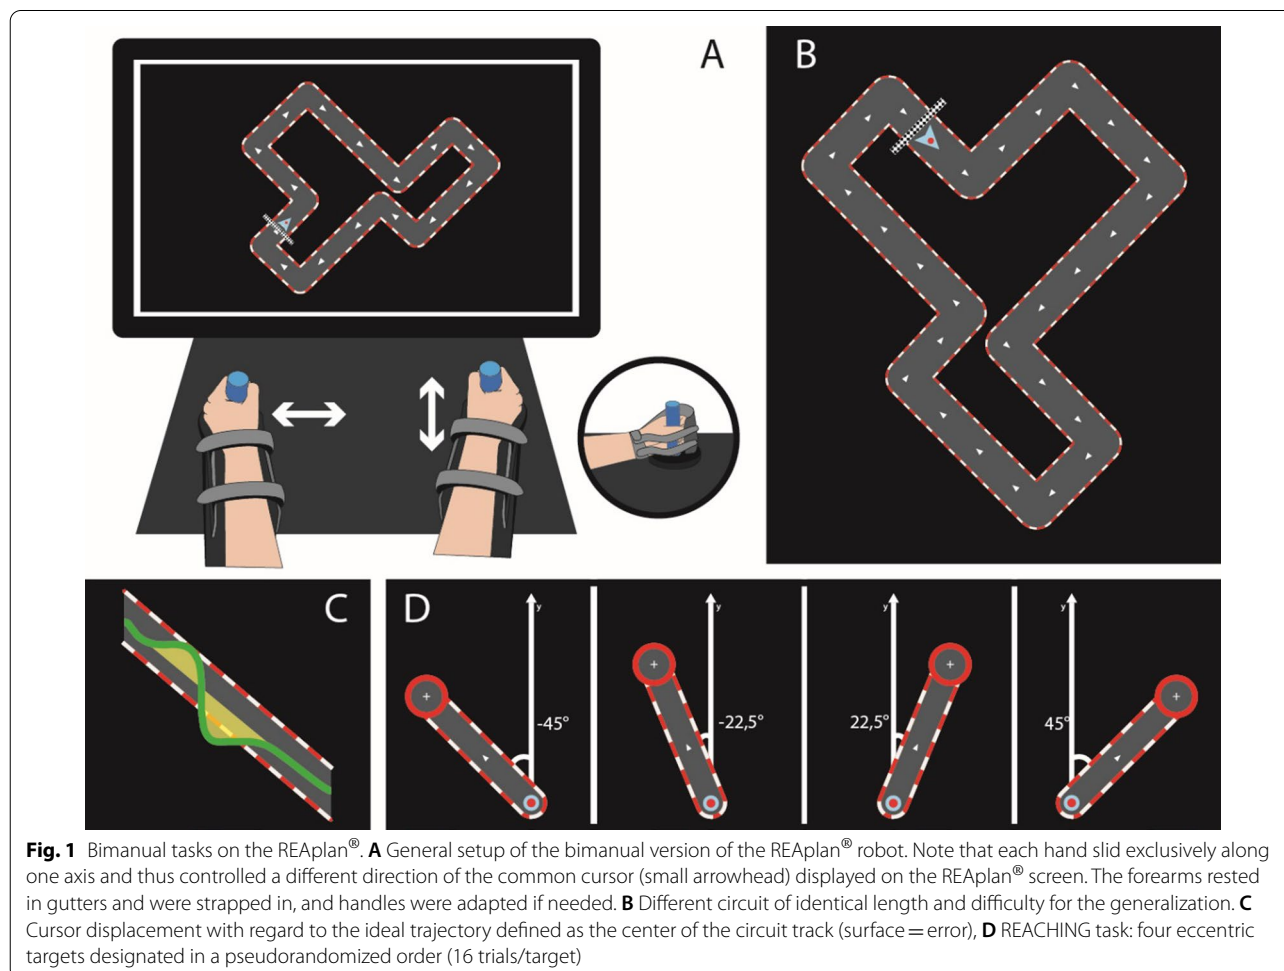 A
B
C
D
y
-45°
y
-22,5°
y
22,5°
y
45°
Fig. 1 Bimanual tasks on the REAplan®. A General setup of the bimanual version of the REAplan® robot. Note that each hand slid exclusively along
one axis and thus controlled a different direction of the common cursor (small arrowhead) displayed on the REAplan® screen. The forearms rested
in gutters and were strapped in, and handles were adapted if needed. B Different circuit of identical length and difficulty for the generalization. C
Cursor displacement with regard to the ideal trajectory defined as the center of the circuit track (surface = error), D REACHING task: four eccentric
targets designated in a pseudorandomized order (16 trials/target)